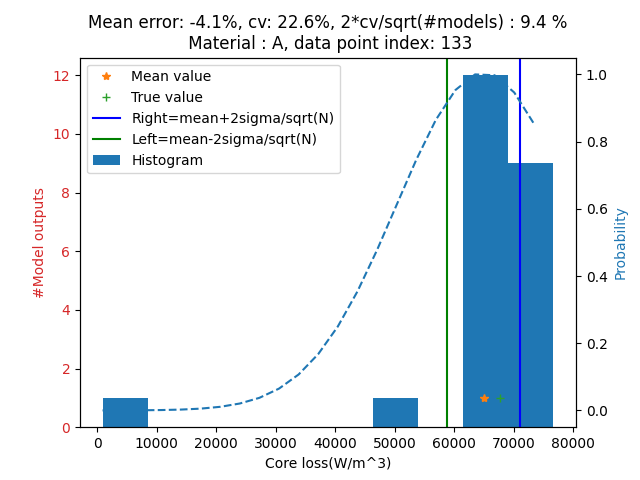 Mean error: -4.1%, cv: 22.6%, 2*cv/sqrt(#models) : 9.4 %
Material : A, data point index: 133
Mean value
True value
Right=mean+2sigma/sqrt(N)
Left=mean-2sigma/sqrt(N)
Histogram
#Model outputs
12
10
8
6
4
2
0
1.0
0.8
0.6
0.4
0.2
0.0
Probability
0 10000 20000 30000 40000 50000 60000 70000 80000
Core loss(W/m^3)